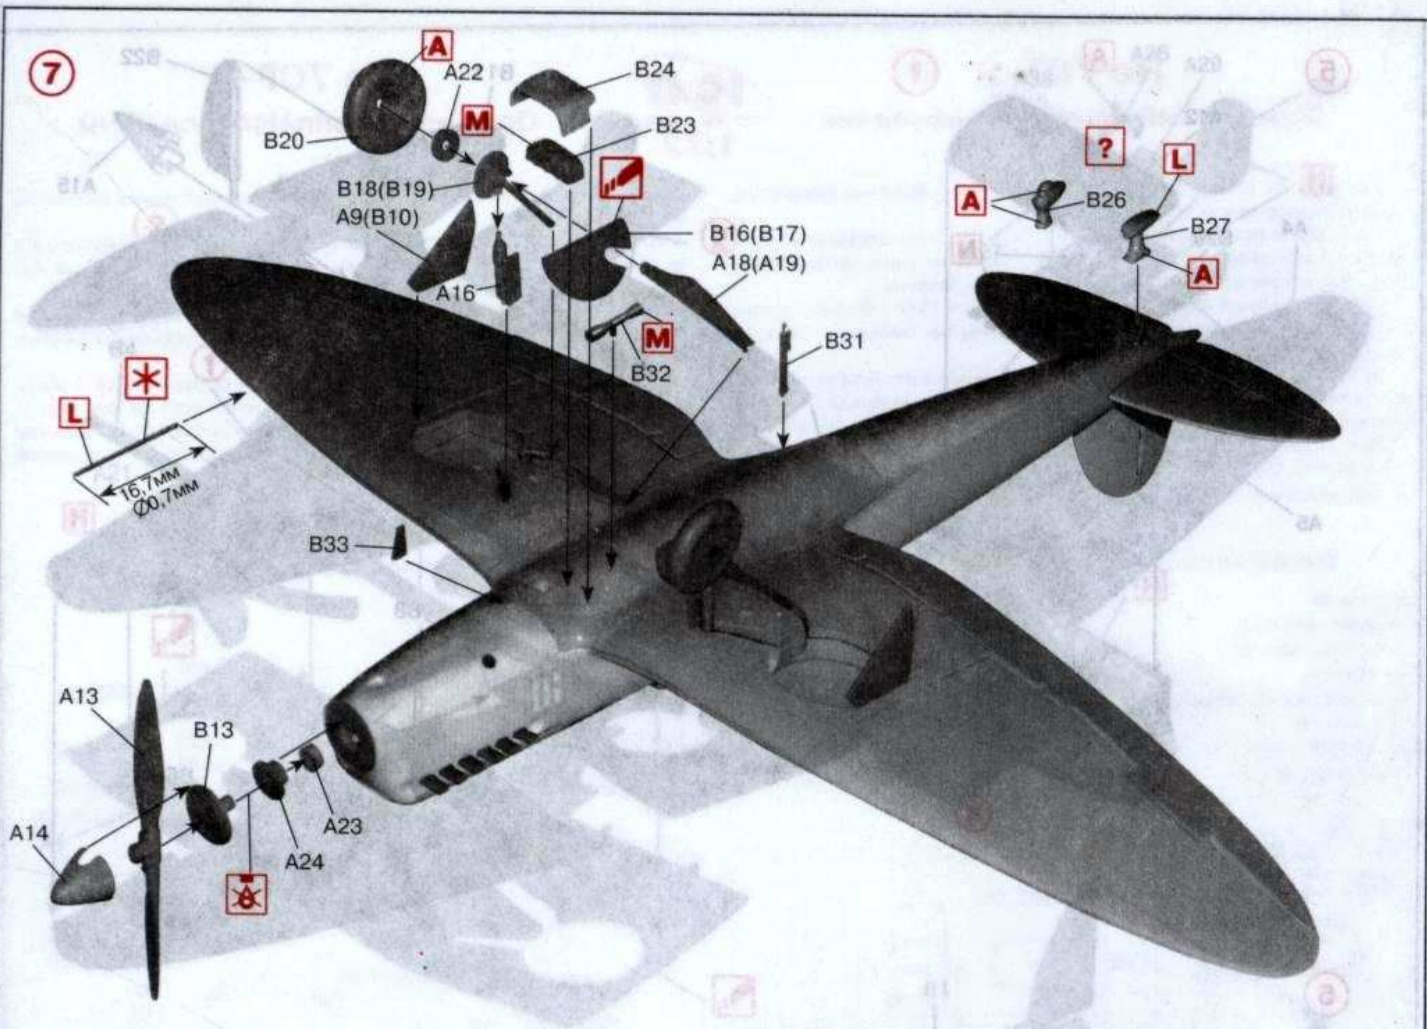 7
A
A22
B24
B20
M
B23
B18(B19)
A9(B10)
A16
B16(B17)
A18(A19)
M
B32
B31
?
L
A
B26
B27
A
L
16,7мм
Ø0,7мм
B33
A13
B13
A14
A23
A24